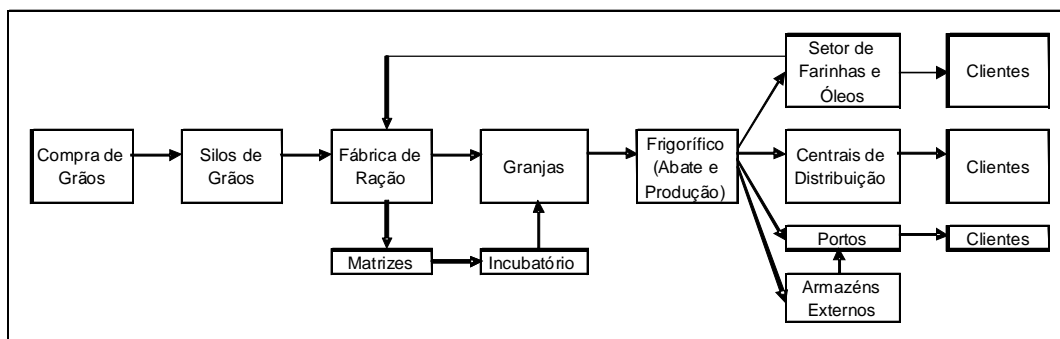 Setor de
Farinhas e
Óleos
Clientes
Compra de
Grãos
Silos de
Grãos
Fábrica de
Ração
Granjas
Frigorífico
(Abate e
Produção)
Centrais de
Distribuição
Clientes
Matrizes
Incubatório
Portos
Clientes
Armazéns
Externos